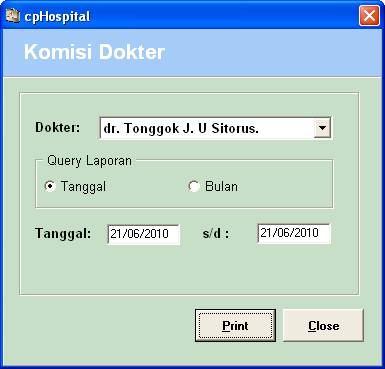 cpHospital
Komisi Dokter
Dokter: dr. Tonggok J. U Sitorus.
Query Laporan
Tanggal Bulan
Tanggal: 21/06/2010 s/d : 21/06/2010
Print Close